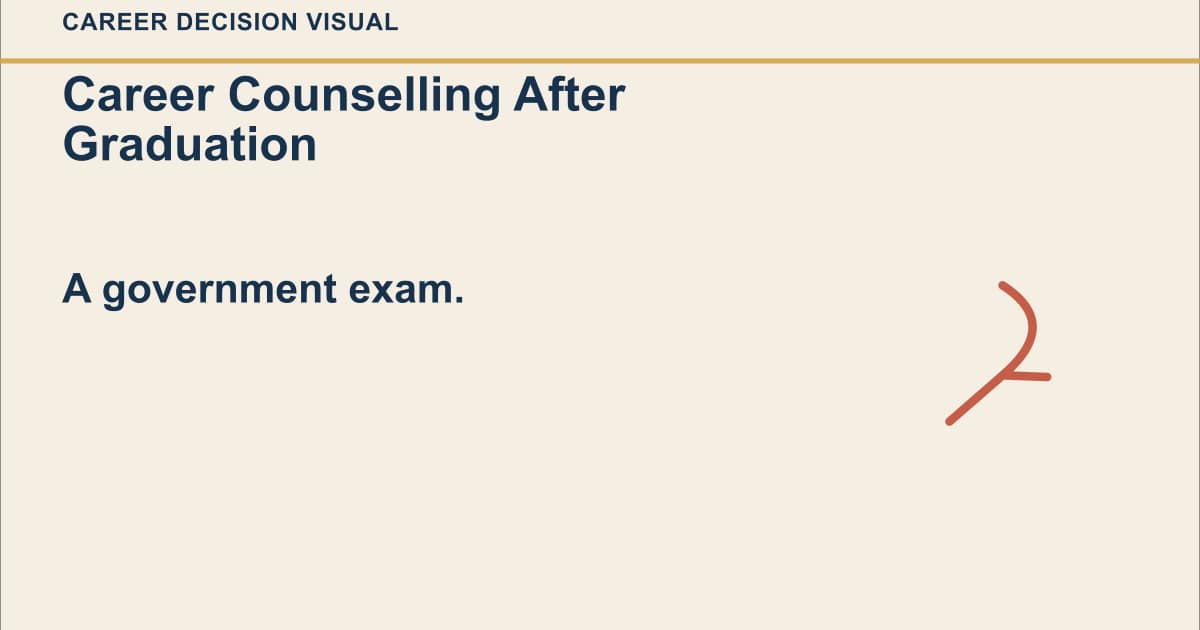 CAREER DECISION VISUAL
Career Counselling After
Graduation
A government exam.